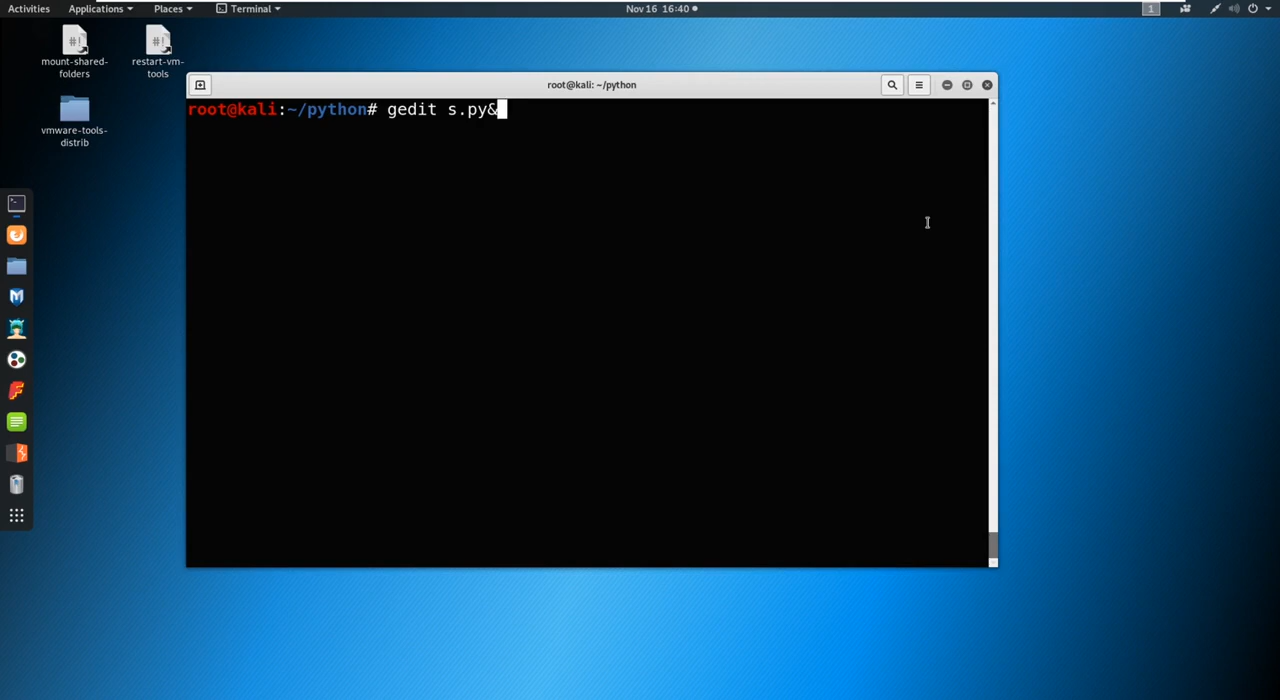 Activities Applications Places Terminal Nov 16 16:40 1
mount-shared-
folders
restart-vm-
tools
vmware-tools-
distrib
root@kali: ~/python
root@kali:~/python# gedit s.py&